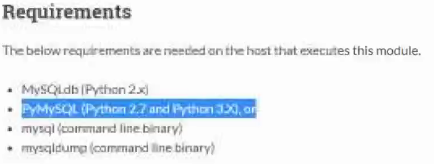 Requirements
The below requirements are needed on the host that executes this module.
MySQLdb (Python 2.x)
PyMySQL (Python 2.7 and Python 3.X), or
mysql (command line binary)
mysqldump (command line binary)